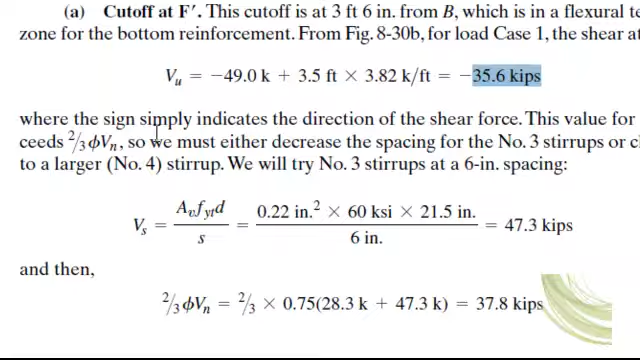 (a) Cutoff at F′. This cutoff is at 3 ft 6 in. from B, which is in a flexural te
zone for the bottom reinforcement. From Fig. 8-30b, for load Case 1, the shear at
V_u = −49.0 k + 3.5 ft × 3.82 k/ft = −35.6 kips
where the sign simply indicates the direction of the shear force. This value for
ceeds 2/3 ϕV_n, so we must either decrease the spacing for the No. 3 stirrups or c
to a larger (No. 4) stirrup. We will try No. 3 stirrups at a 6-in. spacing:
V_s = A_v f_yt d / s = 0.22 in.² × 60 ksi × 21.5 in. / 6 in. = 47.3 kips
and then,
2/3 ϕV_n = 2/3 × 0.75(28.3 k + 47.3 k) = 37.8 kips